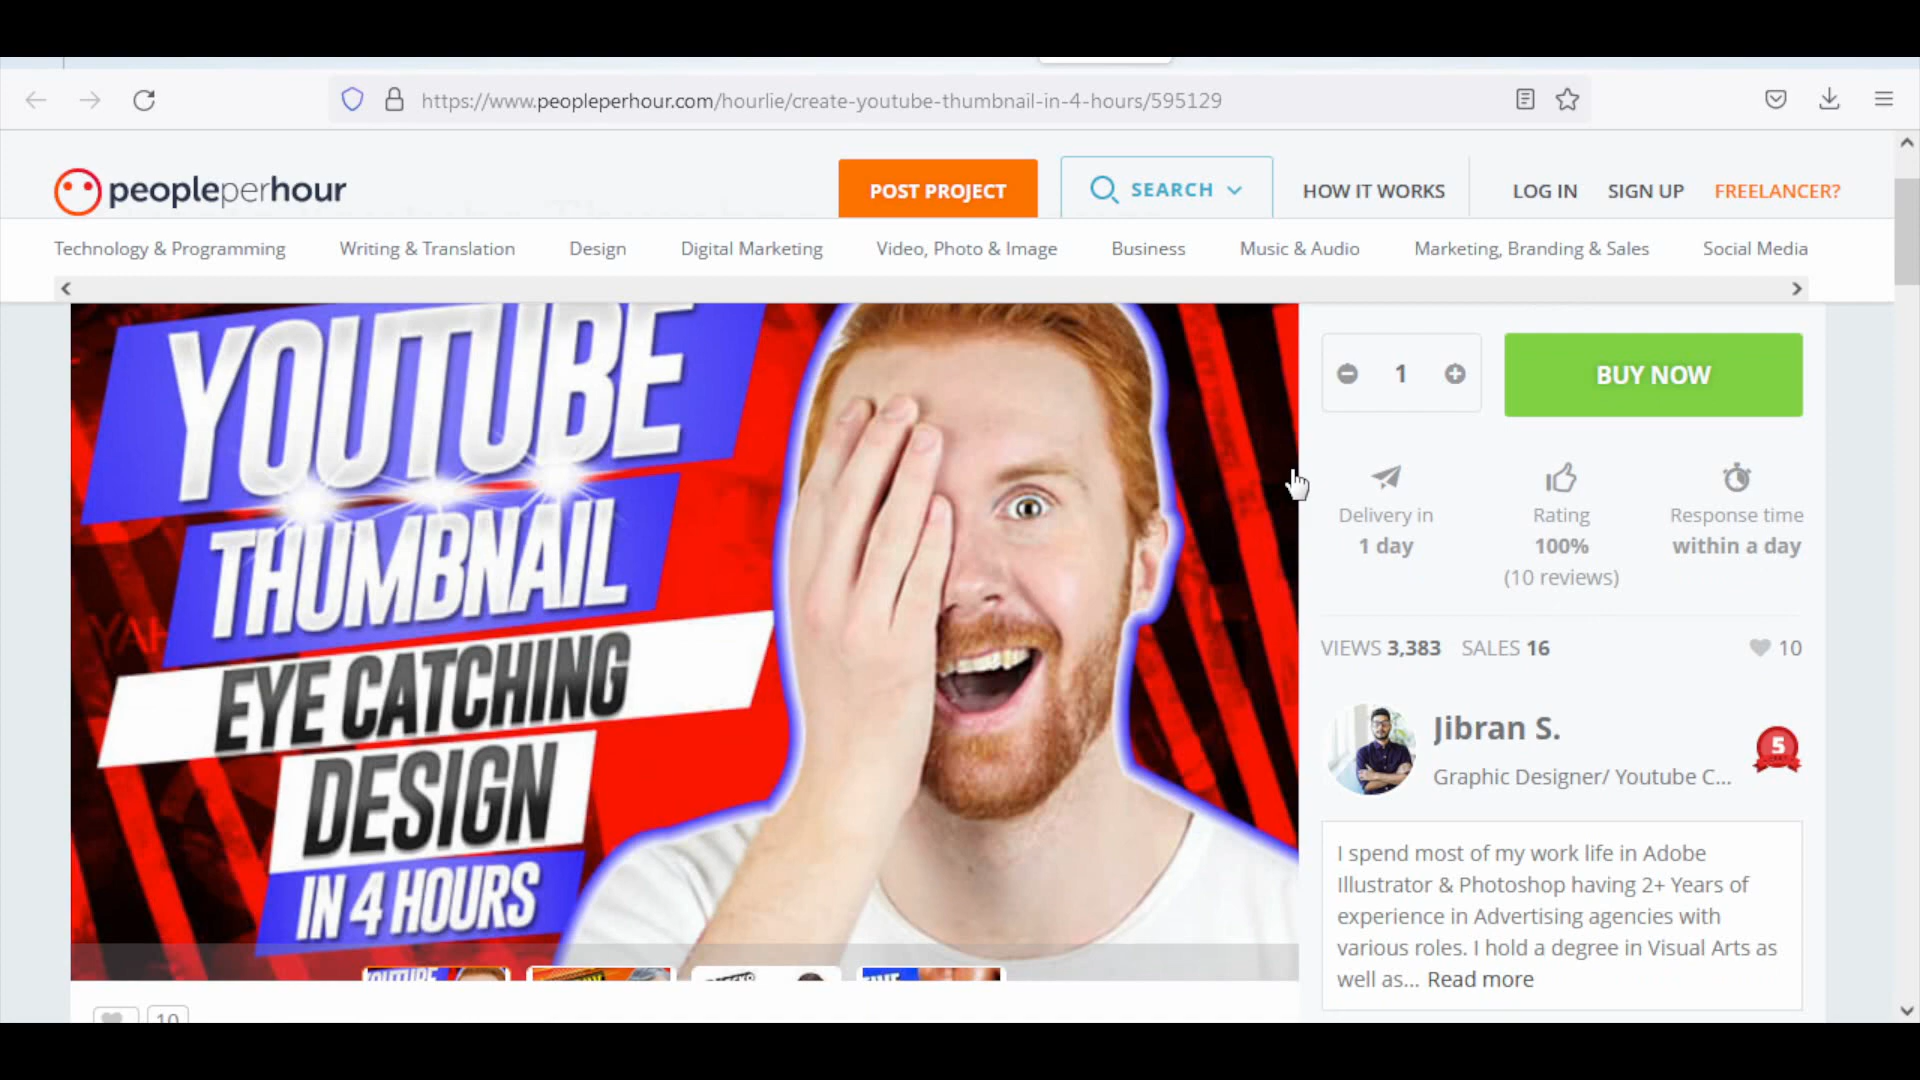 https://www.peopleperhour.com/hourlie/create-youtube-thumbnail-in-4-hours/595129
peopleperhour
POST PROJECT
SEARCH
HOW IT WORKS
LOG IN
SIGN UP
FREELANCER?
Technology & Programming
Writing & Translation
Design
Digital Marketing
Video, Photo & Image
Business
Music & Audio
Marketing, Branding & Sales
Social Media
YOUTUBE
THUMBNAIL
EYE CATCHING
DESIGN
IN 4 HOURS
1
BUY NOW
Delivery in
1 day
Rating
100%
(10 reviews)
Response time
within a day
VIEWS 3,383 SALES 16
10
Jibran S.
Graphic Designer/ Youtube C...
5
I spend most of my work life in Adobe
Illustrator & Photoshop having 2+ Years of
experience in Advertising agencies with
various roles. I hold a degree in Visual Arts as
well as... Read more
YOUTUBE
10